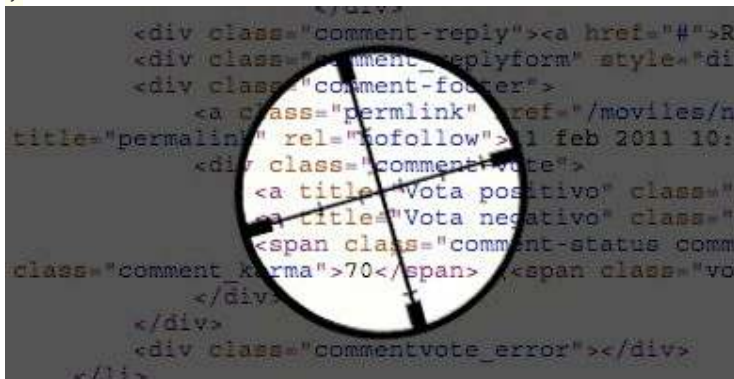 </div>
<div class="comment-reply"><a href="#">R
<div class="comment_replyform" style="di
<div class="comment-footer">
<a class="permlink" href="/moviles/n
title="permalink" rel="nofollow">11 feb 2011 10:
<div class="comment-vote">
<a title="Vota positivo" class="
<a title="Vota negativo" class="
<span class="comment-status comm
class="comment_karma">70</span> <span class="vo
</div>
</div>
<div class="commentvote_error"></div>
</li>